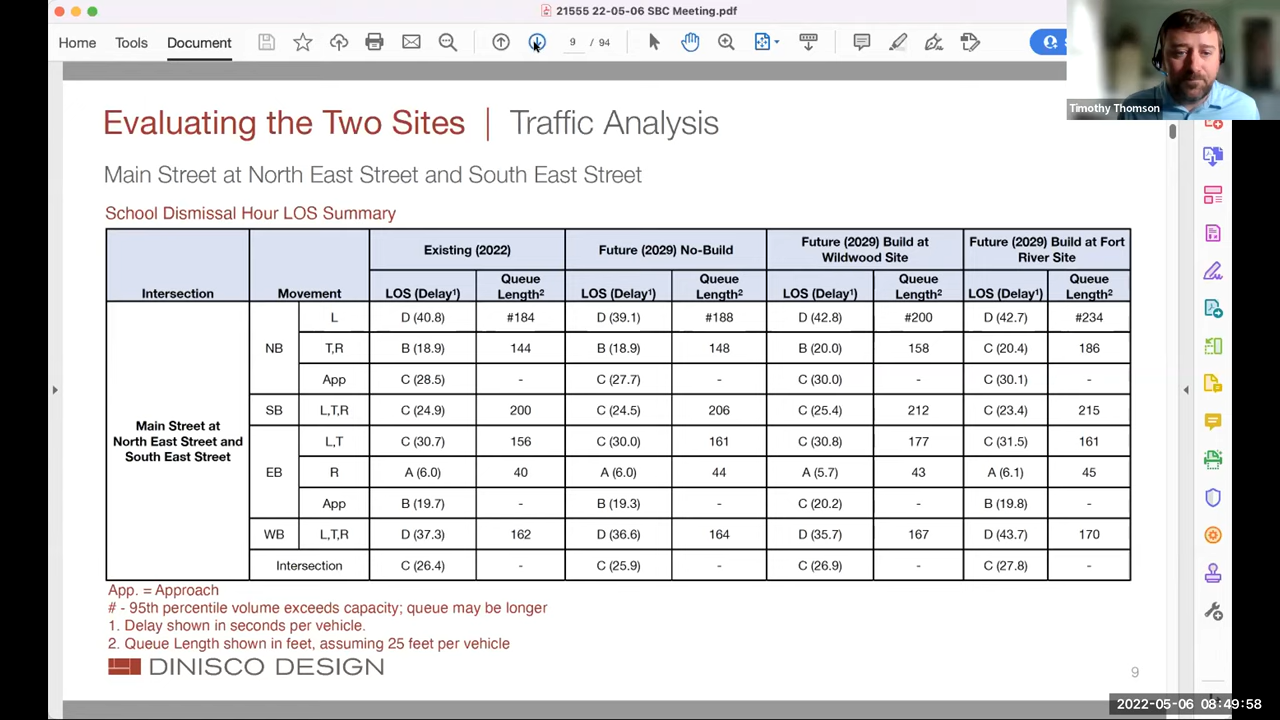 21555 22-05-06 SBC Meeting.pdf
Home Tools Document 9 / 94
Timothy Thomson
Evaluating the Two Sites | Traffic Analysis
Main Street at North East Street and South East Street
School Dismissal Hour LOS Summary
Intersection Movement Existing (2022) Future (2029) No-Build Future (2029) Build at Wildwood Site Future (2029) Build at Fort River Site
LOS (Delay¹) Queue Length² LOS (Delay¹) Queue Length² LOS (Delay¹) Queue Length² LOS (Delay¹) Queue Length²
Main Street at
North East Street and
South East Street
NB L D (40.8) #184 D (39.1) #188 D (42.8) #200 D (42.7) #234
T,R B (18.9) 144 B (18.9) 148 B (20.0) 158 C (20.4) 186
App C (28.5) - C (27.7) - C (30.0) - C (30.1) -
SB L,T,R C (24.9) 200 C (24.5) 206 C (25.4) 212 C (23.4) 215
EB L,T C (30.7) 156 C (30.0) 161 C (30.8) 177 C (31.5) 161
R A (6.0) 40 A (6.0) 44 A (5.7) 43 A (6.1) 45
App B (19.7) - B (19.3) - C (20.2) - B (19.8) -
WB L,T,R D (37.3) 162 D (36.6) 164 D (35.7) 167 D (43.7) 170
Intersection C (26.4) - C (25.9) - C (26.9) - C (27.8) -
App. = Approach
# - 95th percentile volume exceeds capacity; queue may be longer
1. Delay shown in seconds per vehicle.
2. Queue Length shown in feet, assuming 25 feet per vehicle
DINISCO DESIGN
9
2022-05-06 08:49:58